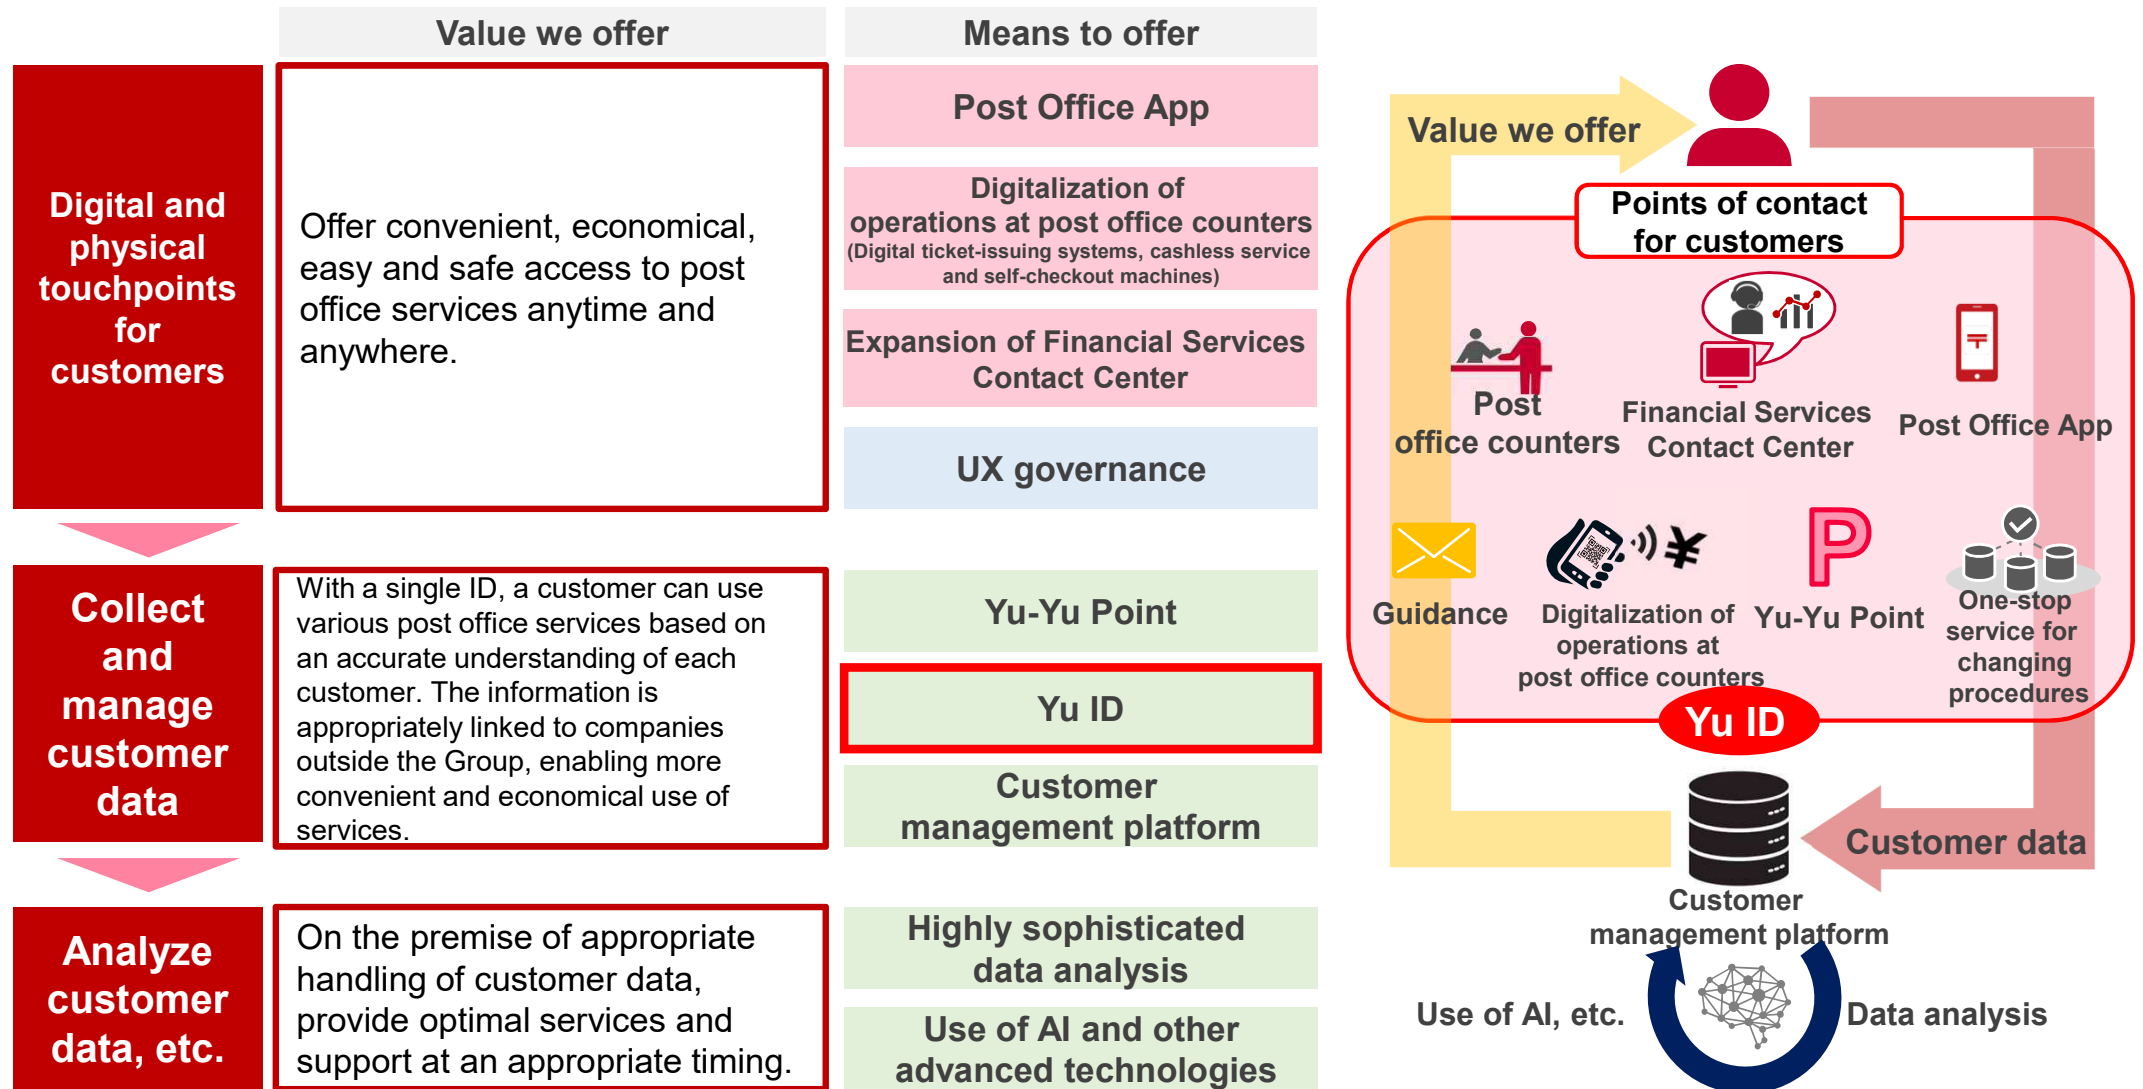 Value we offer
Means to offer
Digital and
physical
touchpoints
for
customers
Offer convenient, economical,
easy and safe access to post
office services anytime and
anywhere.
Post Office App
Digitalization of
operations at post office counters
(Digital ticket-issuing systems, cashless service
and self-checkout machines)
Expansion of Financial Services
Contact Center
UX governance
Collect
and
manage
customer
data
With a single ID, a customer can use
various post office services based on
an accurate understanding of each
customer. The information is
appropriately linked to companies
outside the Group, enabling more
convenient and economical use of
services.
Yu-Yu Point
Yu ID
Customer
management platform
Analyze
customer
data, etc.
On the premise of appropriate
handling of customer data,
provide optimal services and
support at an appropriate timing.
Highly sophisticated
data analysis
Use of AI and other
advanced technologies
Value we offer
Points of contact
for customers
Post
office counters
Financial Services
Contact Center
〒
Post Office App
Guidance
¥
Digitalization of
operations at
post office counters
P
Yu-Yu Point
One-stop
service for
changing
procedures
Yu ID
Customer data
Customer
management platform
Use of AI, etc.
Data analysis